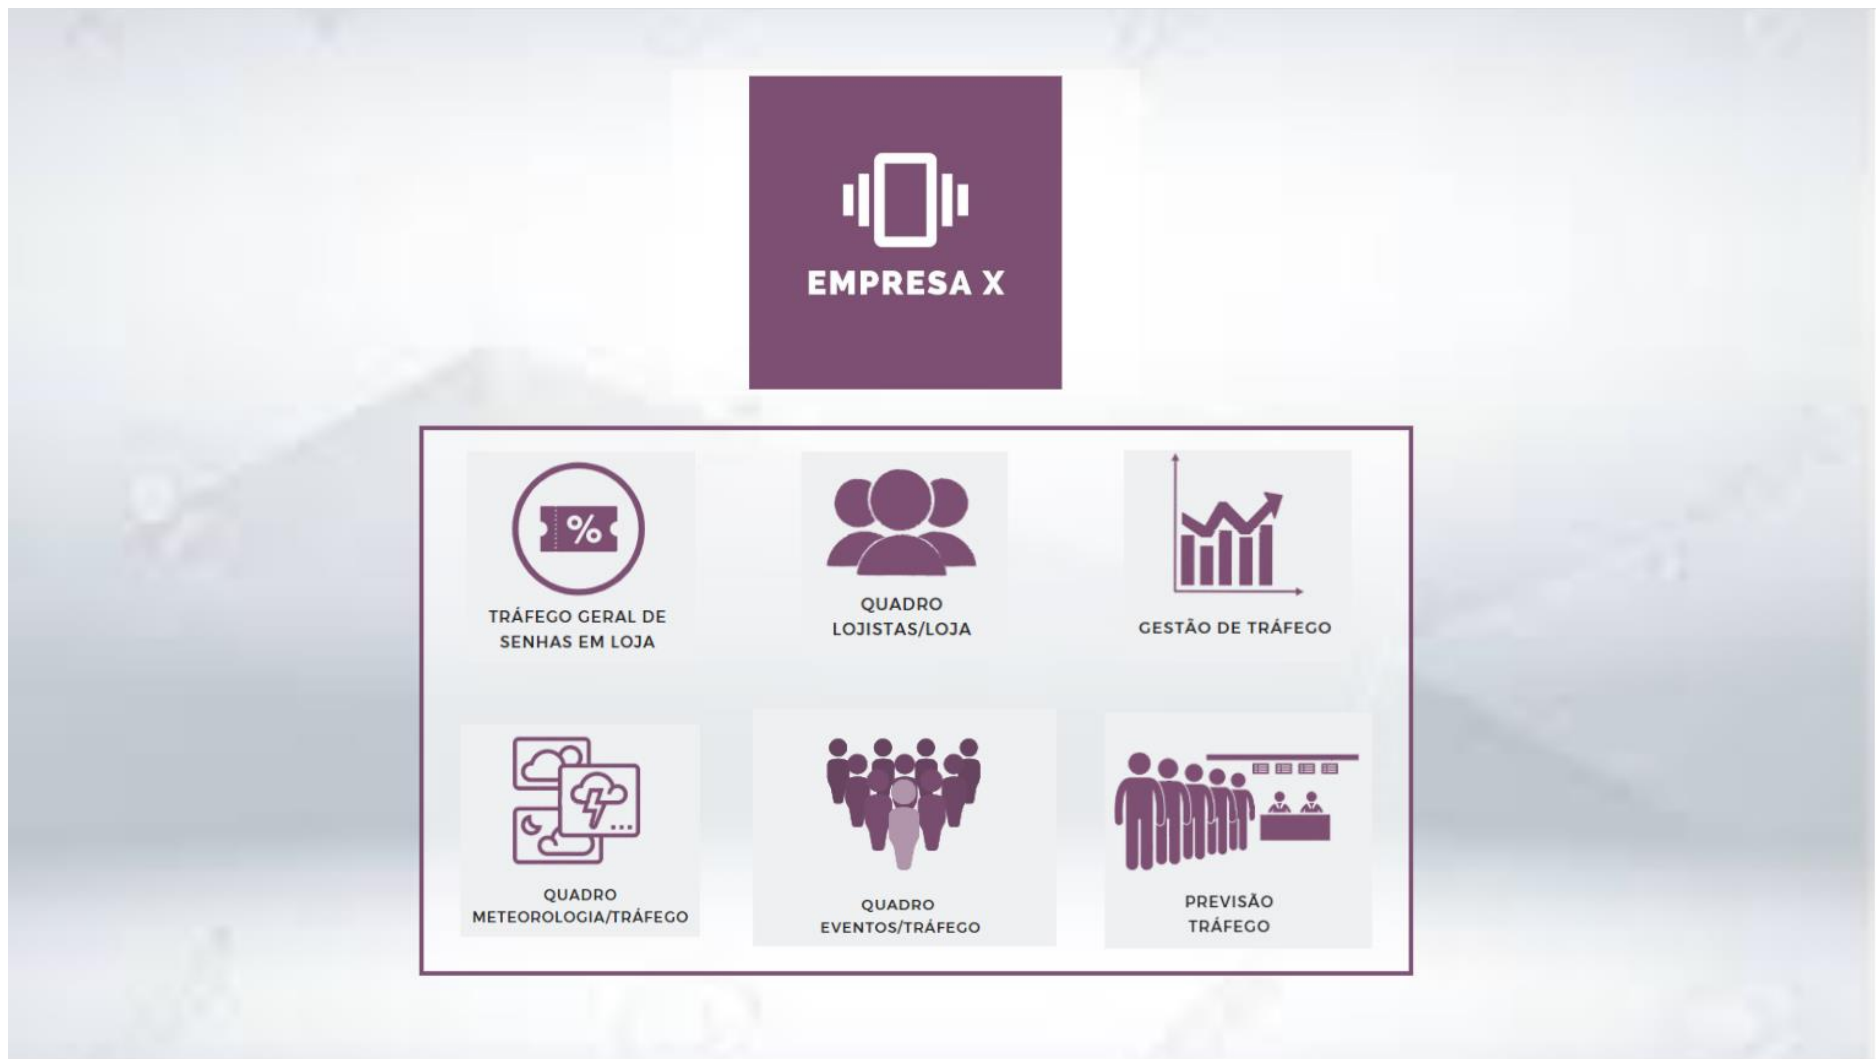 EMPRESA X
%
TRÁFEGO GERAL DE
SENHAS EM LOJA
QUADRO
LOJISTAS/LOJA
GESTÃO DE TRÁFEGO
QUADRO
METEOROLOGIA/TRÁFEGO
QUADRO
EVENTOS/TRÁFEGO
PREVISÃO
TRÁFEGO